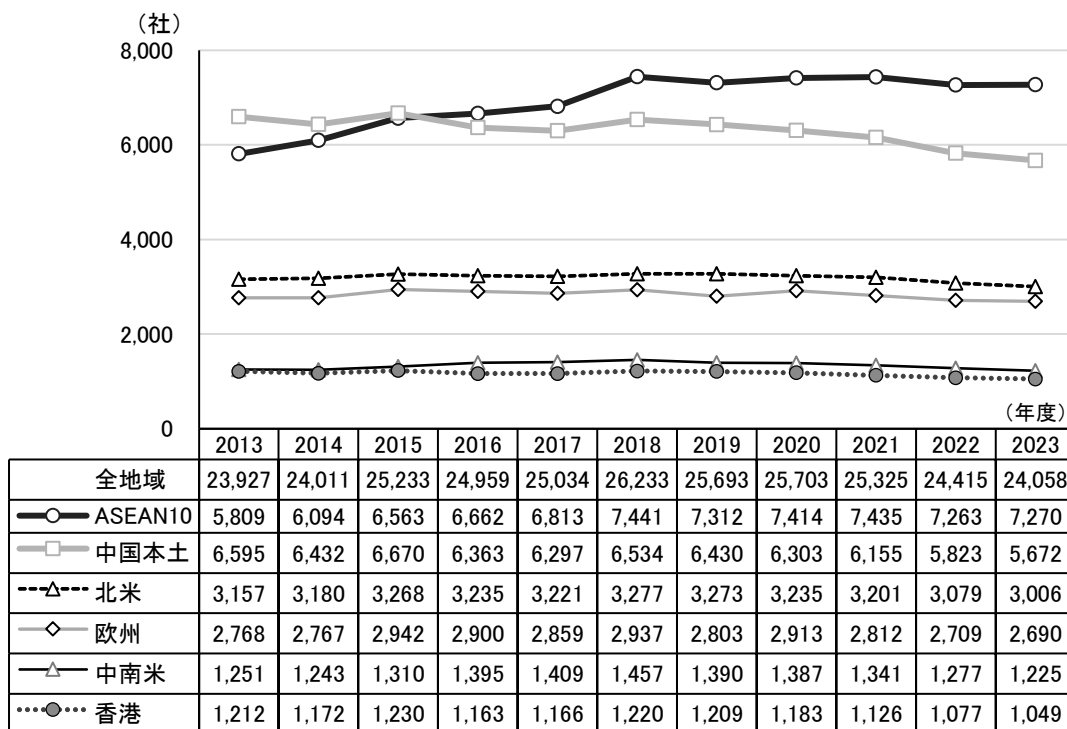 （社）
8,000
6,000
4,000
2,000
0
（年度）
2013 2014 2015 2016 2017 2018 2019 2020 2021 2022 2023
全地域 23,927 24,011 25,233 24,959 25,034 26,233 25,693 25,703 25,325 24,415 24,058
ASEAN10 5,809 6,094 6,563 6,662 6,813 7,441 7,312 7,414 7,435 7,263 7,270
中国本土 6,595 6,432 6,670 6,363 6,297 6,534 6,430 6,303 6,155 5,823 5,672
北米 3,157 3,180 3,268 3,235 3,221 3,277 3,273 3,235 3,201 3,079 3,006
欧州 2,768 2,767 2,942 2,900 2,859 2,937 2,803 2,913 2,812 2,709 2,690
中南米 1,251 1,243 1,310 1,395 1,409 1,457 1,390 1,387 1,341 1,277 1,225
香港 1,212 1,172 1,230 1,163 1,166 1,220 1,209 1,183 1,126 1,077 1,049